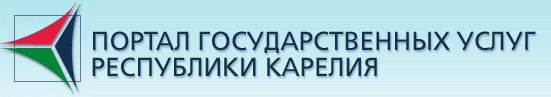 ПОРТАЛ ГОСУДАРСТВЕННЫХ УСЛУГ
РЕСПУБЛИКИ КАРЕЛИЯ